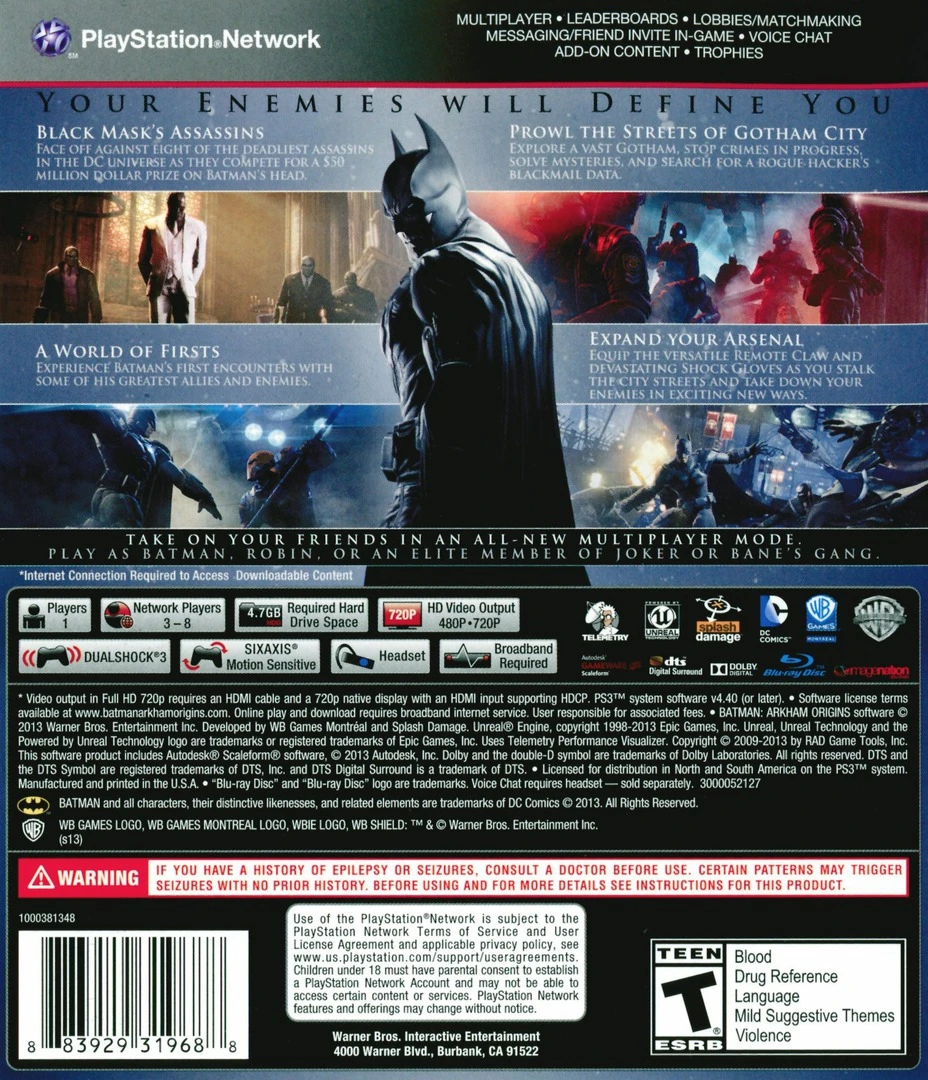 PlayStation®Network
SM
MULTIPLAYER • LEADERBOARDS • LOBBIES/MATCHMAKING
MESSAGING/FRIEND INVITE IN-GAME • VOICE CHAT
ADD-ON CONTENT • TROPHIES
YOUR ENEMIES WILL DEFINE YOU
BLACK MASK'S ASSASSINS
FACE OFF AGAINST EIGHT OF THE DEADLIEST ASSASSINS
IN THE DC UNIVERSE AS THEY COMPETE FOR A $50
MILLION DOLLAR PRIZE ON BATMAN'S HEAD.
PROWL THE STREETS OF GOTHAM CITY
EXPLORE A VAST GOTHAM, STOP CRIMES IN PROGRESS,
SOLVE MYSTERIES, AND SEARCH FOR A ROGUE HACKER'S
BLACKMAIL DATA.
A WORLD OF FIRSTS
EXPERIENCE BATMAN'S FIRST ENCOUNTERS WITH
SOME OF HIS GREATEST ALLIES AND ENEMIES.
EXPAND YOUR ARSENAL
EQUIP THE VERSATILE REMOTE CLAW AND
DEVASTATING SHOCK GLOVES AS YOU STALK
THE CITY STREETS AND TAKE DOWN YOUR
ENEMIES IN EXCITING NEW WAYS.
TAKE ON YOUR FRIENDS IN AN ALL-NEW MULTIPLAYER MODE.
PLAY AS BATMAN, ROBIN, OR AN ELITE MEMBER OF JOKER OR BANE'S GANG.
*Internet Connection Required to Access Downloadable Content
Players
1
Network Players
3 – 8
4.7GB
HDD
Required Hard
Drive Space
720P
HD Video Output
480P • 720P
DUALSHOCK®3
SIXAXIS®
Motion Sensitive
Headset
Broadband
Required
TELEMETRY
POWERED BY
UNREAL
TECHNOLOGY
splash
damage
DC
COMICS™
WB
GAMES
MONTREAL
Autodesk®
GAMEWARE
Scaleform®
dts
Digital Surround
DOLBY
DIGITAL
Blu-ray Disc™
imagenation
* Video output in Full HD 720p requires an HDMI cable and a 720p native display with an HDMI input supporting HDCP. PS3™ system software v4.40 (or later). • Software license terms
available at www.batmanarkhamorigins.com. Online play and download requires broadband internet service. User responsible for associated fees. • BATMAN: ARKHAM ORIGINS software ©
2013 Warner Bros. Entertainment Inc. Developed by WB Games Montréal and Splash Damage. Unreal® Engine, copyright 1998-2013 Epic Games, Inc. Unreal, Unreal Technology and the
Powered by Unreal Technology logo are trademarks or registered trademarks of Epic Games, Inc. Uses Telemetry Performance Visualizer. Copyright © 2009-2013 by RAD Game Tools, Inc.
This software product includes Autodesk® Scaleform® software, © 2013 Autodesk, Inc. Dolby and the double-D symbol are trademarks of Dolby Laboratories. All rights reserved. DTS and
the DTS Symbol are registered trademarks of DTS, Inc. and DTS Digital Surround is a trademark of DTS. • Licensed for distribution in North and South America on the PS3™ system.
Manufactured and printed in the U.S.A. • "Blu-ray Disc" and "Blu-ray Disc" logo are trademarks. Voice Chat requires headset — sold separately. 3000052127
BATMAN and all characters, their distinctive likenesses, and related elements are trademarks of DC Comics © 2013. All Rights Reserved.
WB GAMES LOGO, WB GAMES MONTREAL LOGO, WBIE LOGO, WB SHIELD: ™ & © Warner Bros. Entertainment Inc.
(s13)
WARNING
IF YOU HAVE A HISTORY OF EPILEPSY OR SEIZURES, CONSULT A DOCTOR BEFORE USE. CERTAIN PATTERNS MAY TRIGGER
SEIZURES WITH NO PRIOR HISTORY. BEFORE USING AND FOR MORE DETAILS SEE INSTRUCTIONS FOR THIS PRODUCT.
1000381348
8 83929 31968 8
Use of the PlayStation®Network is subject to the
PlayStation Network Terms of Service and User
License Agreement and applicable privacy policy, see
www.us.playstation.com/support/useragreements.
Children under 18 must have parental consent to establish
a PlayStation Network Account and may not be able to
access certain content or services. PlayStation Network
features and offerings may change without notice.
Warner Bros. Interactive Entertainment
4000 Warner Blvd., Burbank, CA 91522
TEEN
T
®
ESRB
Blood
Drug Reference
Language
Mild Suggestive Themes
Violence